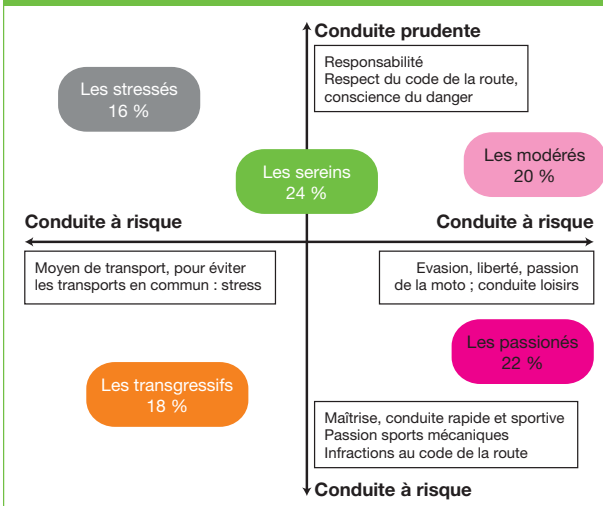 Conduite prudente
Responsabilité
Respect du code de la route,
conscience du danger
Les stressés
16 %
Les sereins
24 %
Les modérés
20 %
Conduite à risque
Conduite à risque
Moyen de transport, pour éviter
les transports en commun : stress
Evasion, liberté, passion
de la moto ; conduite loisirs
Les passionés
22 %
Les transgressifs
18 %
Maîtrise, conduite rapide et sportive
Passion sports mécaniques
Infractions au code de la route
Conduite à risque